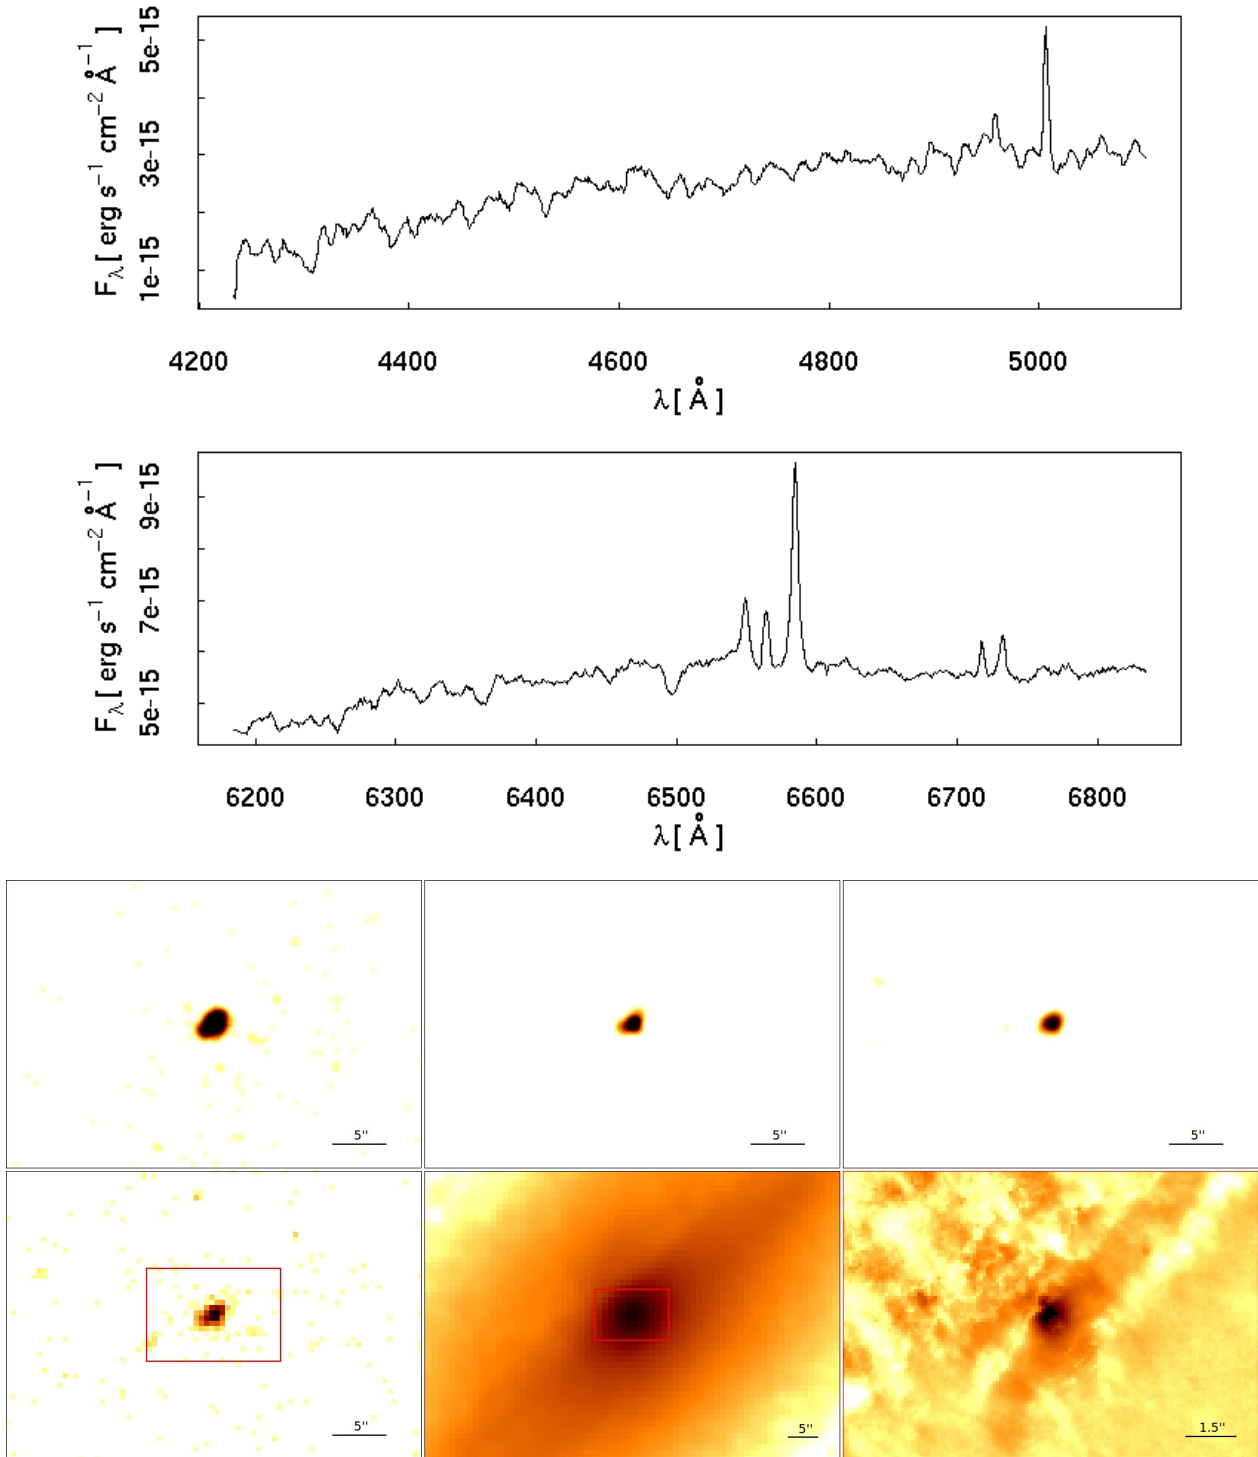 5e-15
3e-15
1e-15
Fλ [ erg s−1 cm−2 Å−1 ]
4200 4400 4600 4800 5000
λ [ Å ]
9e-15
7e-15
5e-15
Fλ [ erg s−1 cm−2 Å−1 ]
6200 6300 6400 6500 6600 6700 6800
λ [ Å ]
5'' 5'' 5''
5'' 5'' 1.5''